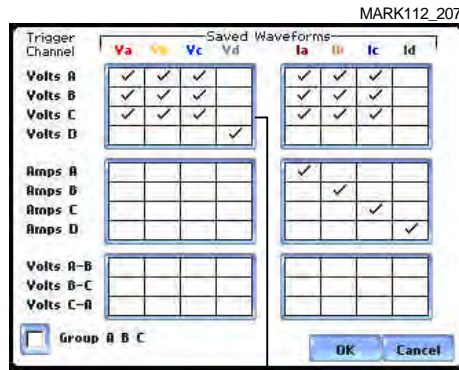 MARK112_207
Trigger Channel
Saved Waveforms
Va Vb Vc Vd Ia Ib Ic Id
Volts A
Volts B
Volts C
Volts D
Amps A
Amps B
Amps C
Amps D
Volts A-B
Volts B-C
Volts C-A
Group A B C
OK Cancel